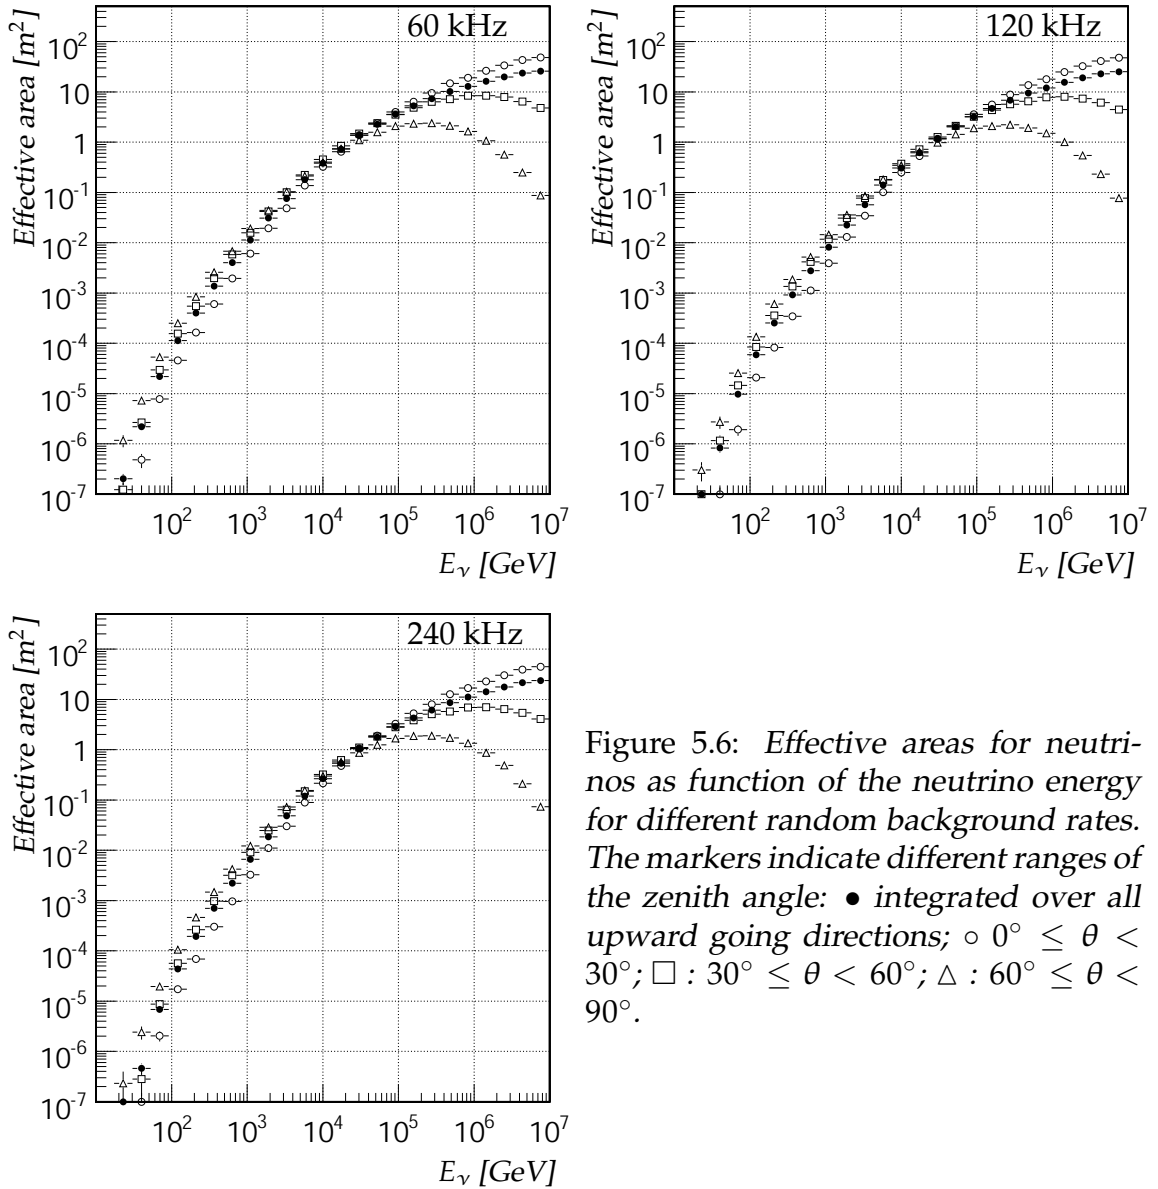 60 kHz
Effective area [m²]
10²
10
1
10⁻¹
10⁻²
10⁻³
10⁻⁴
10⁻⁵
10⁻⁶
10⁻⁷
10² 10³ 10⁴ 10⁵ 10⁶ 10⁷
Eν [GeV]
120 kHz
Effective area [m²]
10²
10
1
10⁻¹
10⁻²
10⁻³
10⁻⁴
10⁻⁵
10⁻⁶
10⁻⁷
10² 10³ 10⁴ 10⁵ 10⁶ 10⁷
Eν [GeV]
240 kHz
Effective area [m²]
10²
10
1
10⁻¹
10⁻²
10⁻³
10⁻⁴
10⁻⁵
10⁻⁶
10⁻⁷
10² 10³ 10⁴ 10⁵ 10⁶ 10⁷
Eν [GeV]
Figure 5.6: Effective areas for neutri-
nos as function of the neutrino energy
for different random background rates.
The markers indicate different ranges of
the zenith angle: • integrated over all
upward going directions; ○ 0° ≤ θ <
30°; □ : 30° ≤ θ < 60°; △ : 60° ≤ θ <
90°.